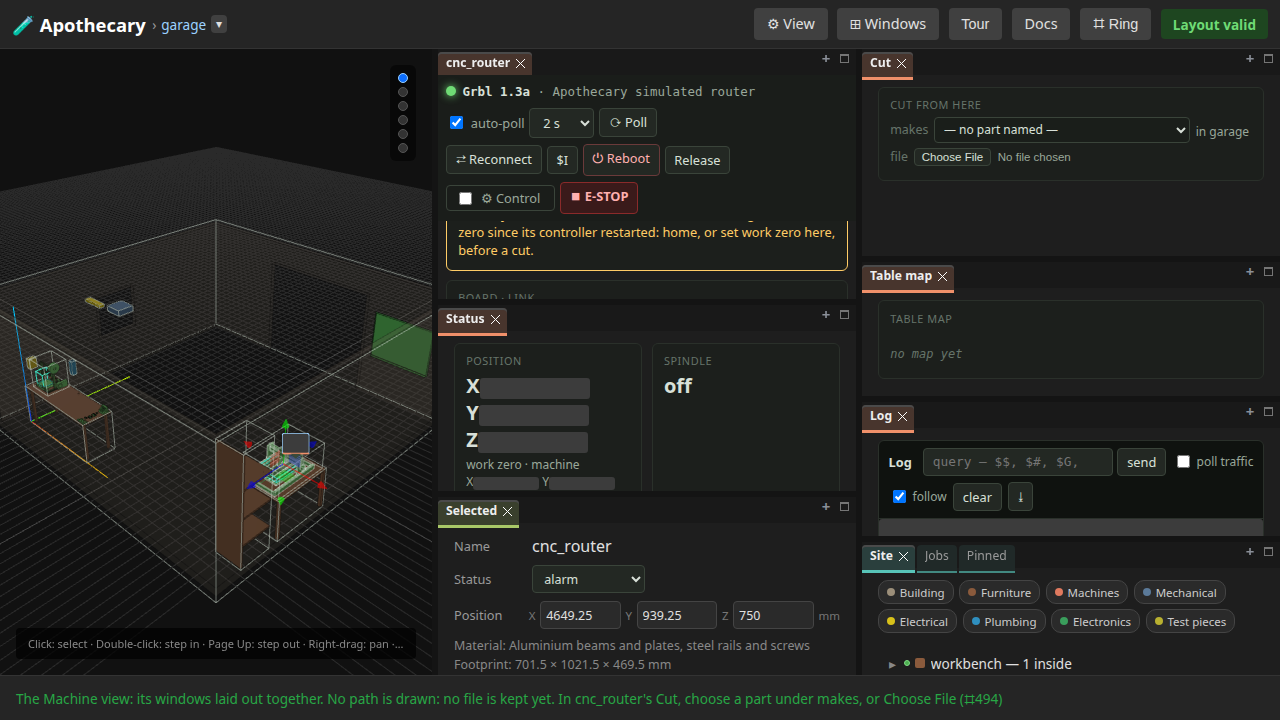 Apothecary › garage
View
Windows
Tour
Docs
Ring
Layout valid
cnc_router
Grbl 1.3a · Apothecary simulated router
auto-poll 2 s Poll
Reconnect $I Reboot Release
Control E-STOP
zero since its controller restarted: home, or set work zero here,
before a cut.
BOARD · LINK
Status
POSITION
X
Y
Z
work zero · machine
X Y
SPINDLE
off
Selected
Name cnc_router
Status alarm
Position X 4649.25 Y 939.25 Z 750 mm
Material: Aluminium beams and plates, steel rails and screws
Footprint: 701.5 × 1021.5 × 469.5 mm
Cut
CUT FROM HERE
makes — no part named — in garage
file Choose File No file chosen
Table map
TABLE MAP
no map yet
Log
Log query — $$, $#, $G, send poll traffic
follow clear
Site Jobs Pinned
Building Furniture Machines Mechanical
Electrical Plumbing Electronics Test pieces
workbench — 1 inside
Click: select · Double-click: step in · Page Up: step out · Right-drag: pan ·…
The Machine view: its windows laid out together. No path is drawn: no file is kept yet. In cnc_router's Cut, choose a part under makes, or Choose File (⌗494)